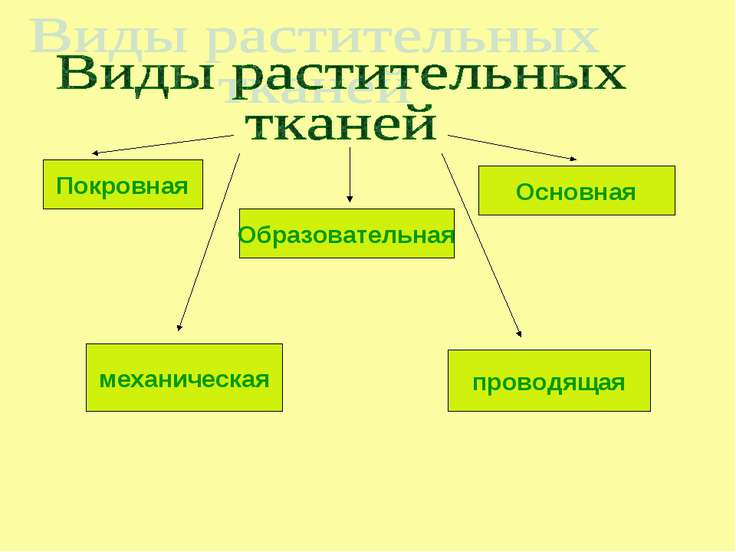 Виды растительных
тканей
Покровная
Основная
Образовательная
механическая
проводящая